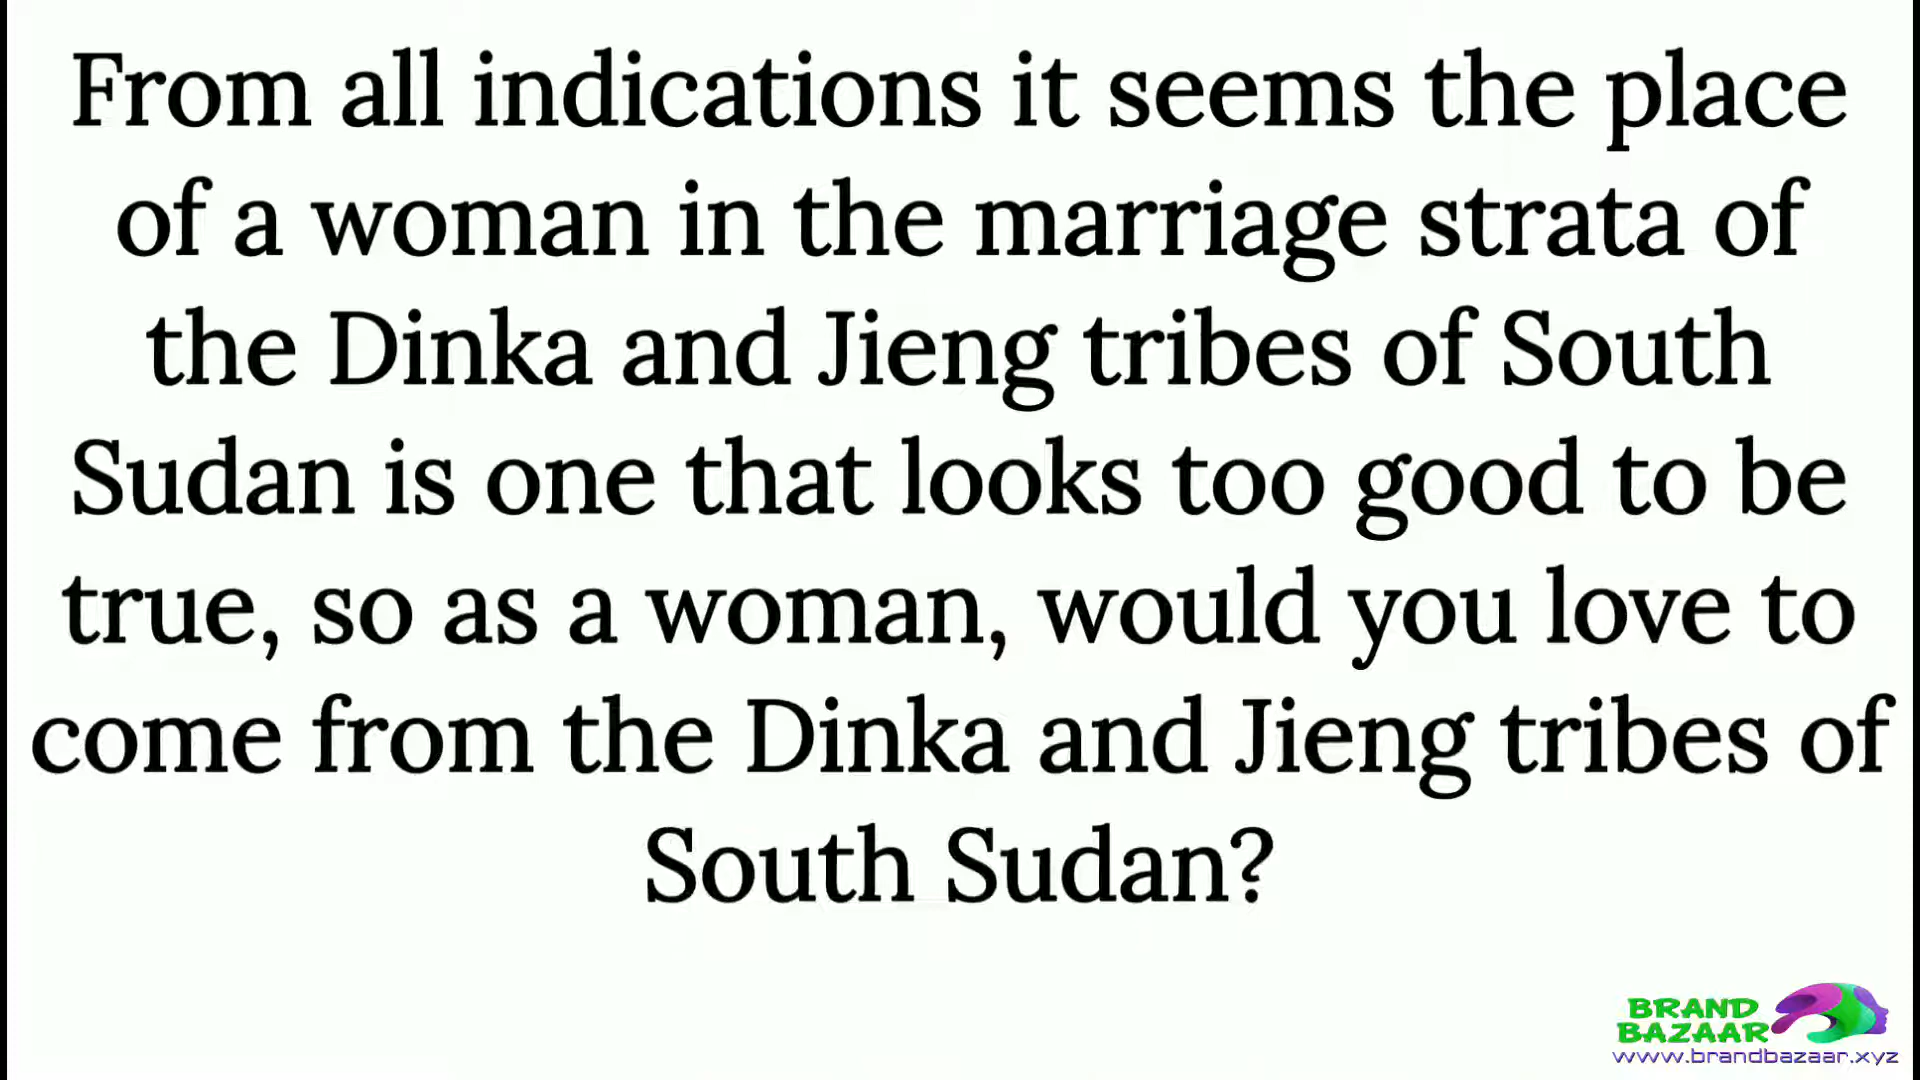 From all indications it seems the place
of a woman in the marriage strata of
the Dinka and Jieng tribes of South
Sudan is one that looks too good to be
true, so as a woman, would you love to
come from the Dinka and Jieng tribes of
South Sudan?
BRAND
BAZAAR
www.brandbazaar.xyz